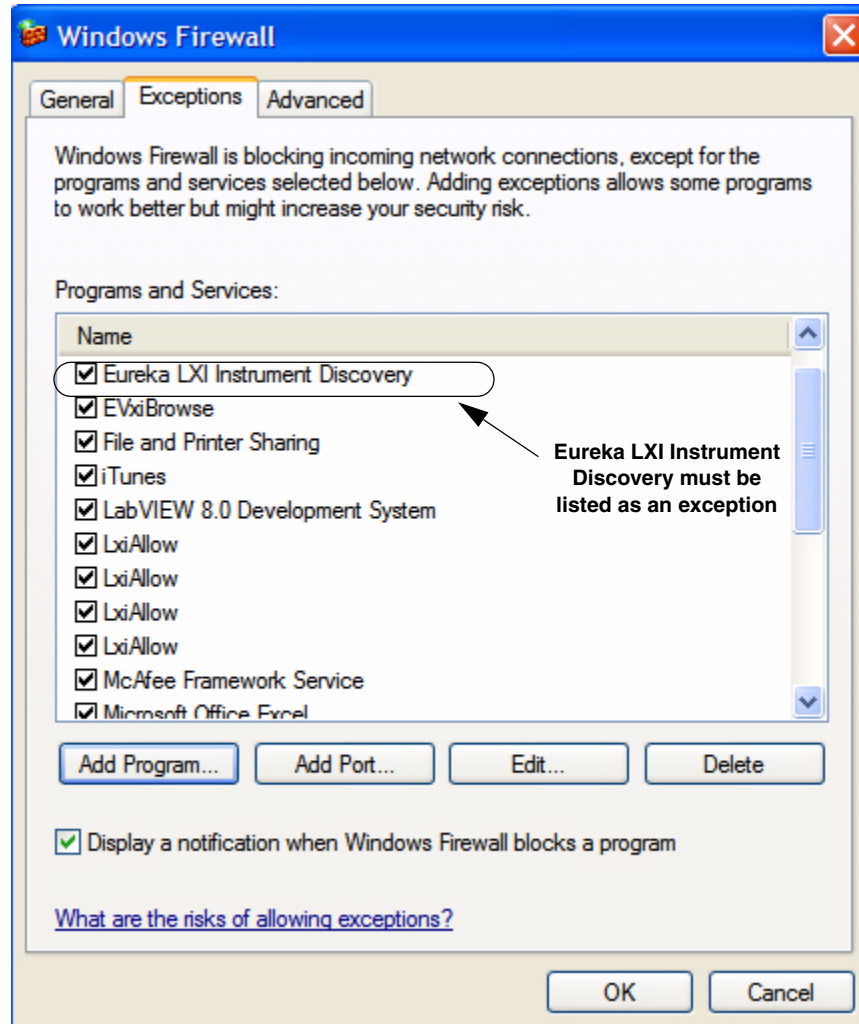 Windows Firewall
General Exceptions Advanced
Windows Firewall is blocking incoming network connections, except for the
programs and services selected below. Adding exceptions allows some programs
to work better but might increase your security risk.
Programs and Services:
Name
Eureka LXI Instrument Discovery
EVxiBrowse
File and Printer Sharing
iTunes
LabVIEW 8.0 Development System
LxiAllow
LxiAllow
LxiAllow
LxiAllow
McAfee Framework Service
Microsoft Office Excel
Eureka LXI Instrument
Discovery must be
listed as an exception
Add Program... Add Port... Edit... Delete
Display a notification when Windows Firewall blocks a program
What are the risks of allowing exceptions?
OK Cancel